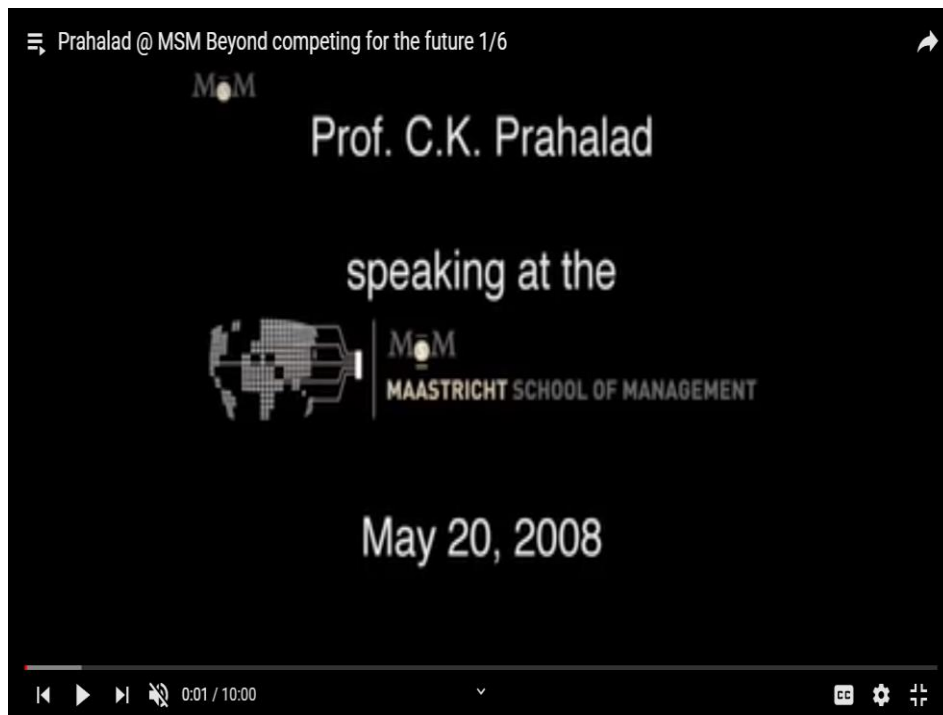 Prahalad @ MSM Beyond competing for the future 1/6
MSM
Prof. C.K. Prahalad
speaking at the
MSM
MAASTRICHT SCHOOL OF MANAGEMENT
May 20, 2008
0:01 / 10:00
CC